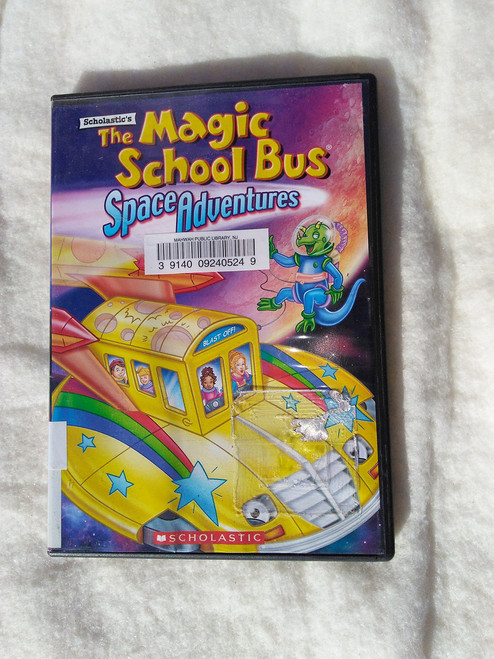 Scholastic's
The Magic
School Bus®
Space Adventures
MAHWAH PUBLIC LIBRARY, NJ
3 9140 09240524 9
BLAST OFF!
SCHOLASTIC